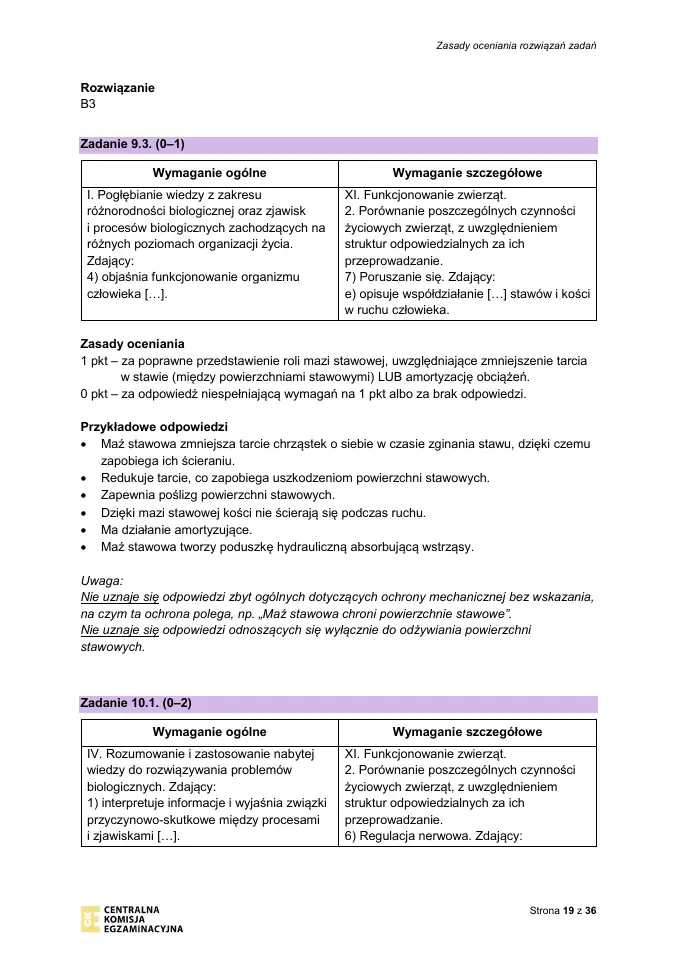 Zasady oceniania rozwiązań zadań
Rozwiązanie
B3
Zadanie 9.3. (0–1)
Wymaganie ogólne
Wymaganie szczegółowe
I. Pogłębianie wiedzy z zakresu
różnorodności biologicznej oraz zjawisk
i procesów biologicznych zachodzących na
różnych poziomach organizacji życia.
Zdający:
4) objaśnia funkcjonowanie organizmu
człowieka […].
XI. Funkcjonowanie zwierząt.
2. Porównanie poszczególnych czynności
życiowych zwierząt, z uwzględnieniem
struktur odpowiedzialnych za ich
przeprowadzanie.
7) Poruszanie się. Zdający:
e) opisuje współdziałanie […] stawów i kości
w ruchu człowieka.
Zasady oceniania
1 pkt – za poprawne przedstawienie roli mazi stawowej, uwzględniające zmniejszenie tarcia
w stawie (między powierzchniami stawowymi) LUB amortyzację obciążeń.
0 pkt – za odpowiedź niespełniającą wymagań na 1 pkt albo za brak odpowiedzi.
Przykładowe odpowiedzi
• Maź stawowa zmniejsza tarcie chrząstek o siebie w czasie zginania stawu, dzięki czemu
zapobiega ich ścieraniu.
• Redukuje tarcie, co zapobiega uszkodzeniom powierzchni stawowych.
• Zapewnia poślizg powierzchni stawowych.
• Dzięki mazi stawowej kości nie ścierają się podczas ruchu.
• Ma działanie amortyzujące.
• Maź stawowa tworzy poduszkę hydrauliczną absorbującą wstrząsy.
Uwaga:
Nie uznaje się odpowiedzi zbyt ogólnych dotyczących ochrony mechanicznej bez wskazania,
na czym ta ochrona polega, np. „Maź stawowa chroni powierzchnie stawowe”.
Nie uznaje się odpowiedzi odnoszących się wyłącznie do odżywiania powierzchni
stawowych.
Zadanie 10.1. (0–2)
Wymaganie ogólne
Wymaganie szczegółowe
IV. Rozumowanie i zastosowanie nabytej
wiedzy do rozwiązywania problemów
biologicznych. Zdający:
1) interpretuje informacje i wyjaśnia związki
przyczynowo-skutkowe między procesami
i zjawiskami […].
XI. Funkcjonowanie zwierząt.
2. Porównanie poszczególnych czynności
życiowych zwierząt, z uwzględnieniem
struktur odpowiedzialnych za ich
przeprowadzanie.
6) Regulacja nerwowa. Zdający:
CENTRALNA
KOMISJA
EGZAMINACYJNA
Strona 19 z 36